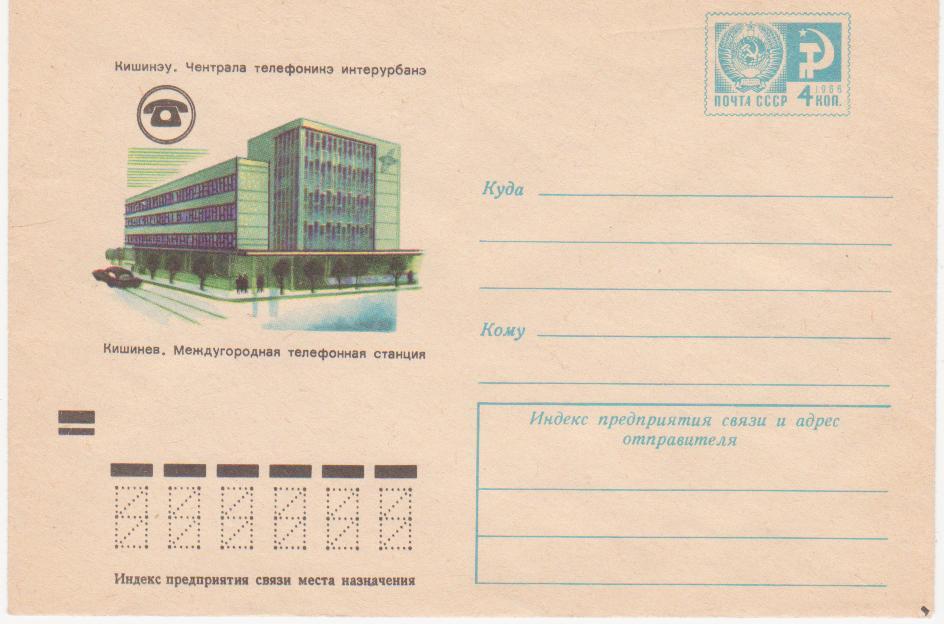 Кишинэу. Чентрала телефоникэ интерурбанэ
ПОЧТА СССР 4 1966 КОП.
Кишинев. Междугородная телефонная станция
Куда
Кому
Индекс предприятия связи и адрес
отправителя
Индекс предприятия связи места назначения